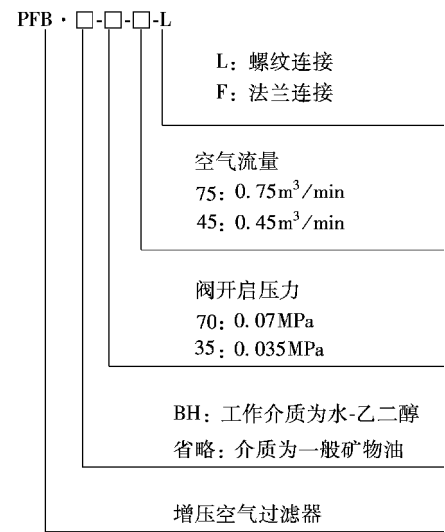 PFB·□-□-□-L
L：螺纹连接
F：法兰连接
空气流量
75：0.75m³/min
45：0.45m³/min
阀开启压力
70：0.07MPa
35：0.035MPa
BH：工作介质为水-乙二醇
省略：介质为一般矿物油
增压空气过滤器